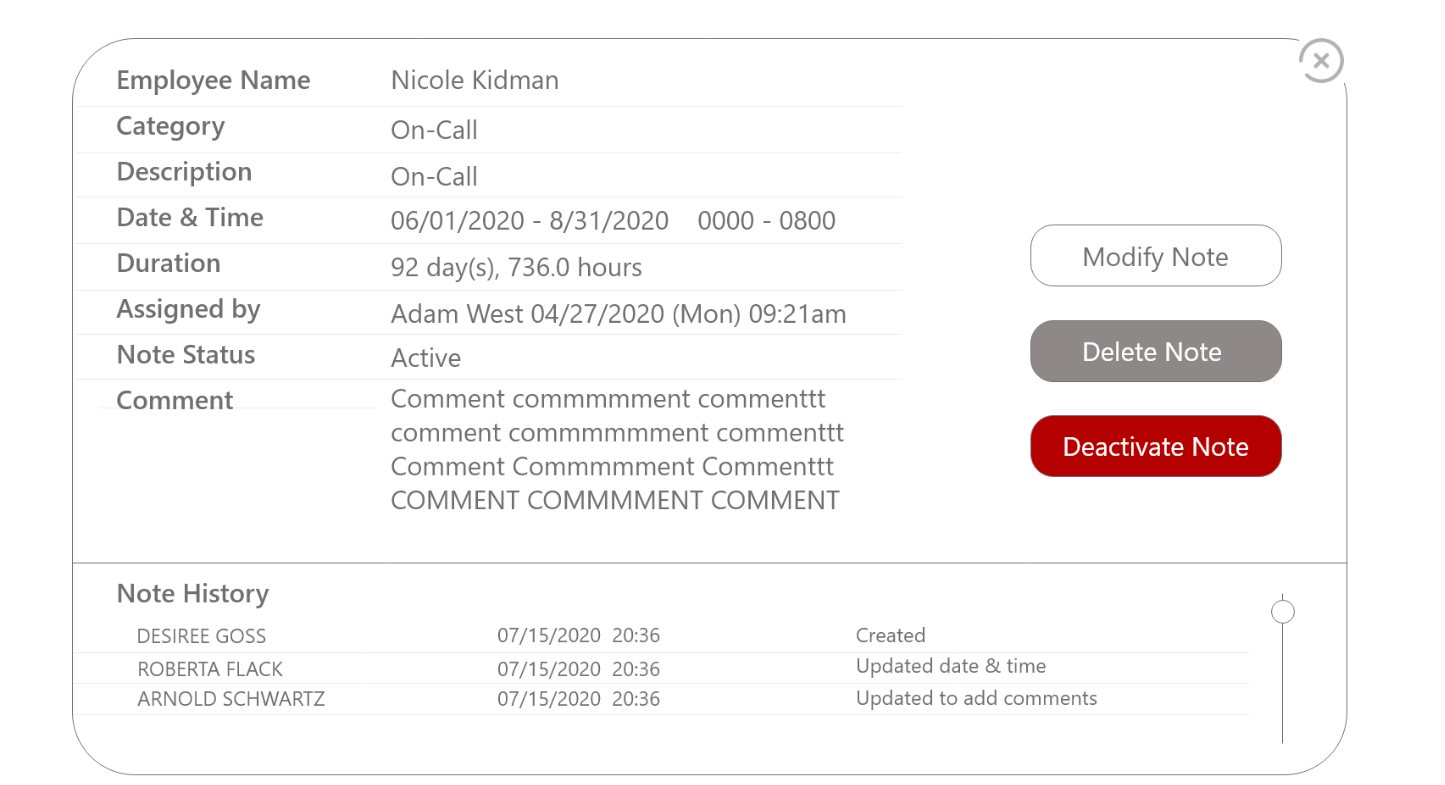 Employee Name Nicole Kidman
Category On-Call
Description On-Call
Date & Time 06/01/2020 - 8/31/2020 0000 - 0800
Duration 92 day(s), 736.0 hours
Assigned by Adam West 04/27/2020 (Mon) 09:21am
Note Status Active
Comment Comment commmmment commenttt
comment commmmmment commenttt
Comment Commmmment Commenttt
COMMENT COMMMMENT COMMENT
Modify Note
Delete Note
Deactivate Note
Note History
DESIREE GOSS 07/15/2020 20:36 Created
ROBERTA FLACK 07/15/2020 20:36 Updated date & time
ARNOLD SCHWARTZ 07/15/2020 20:36 Updated to add comments